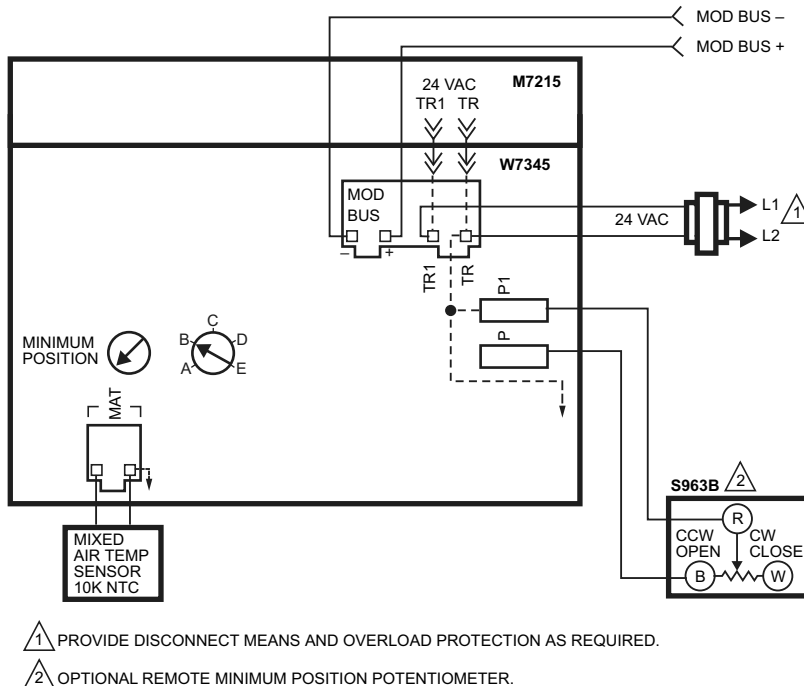 MOD BUS –
MOD BUS +
24 VAC
M7215
TR1 TR
W7345
MOD
BUS
– +
24 VAC
L1
1
L2
TR1
TR
P1
P
C
B D
A E
MINIMUM
POSITION
MAT
S963B
2
R
CCW
OPEN
CW
CLOSE
B W
MIXED
AIR TEMP
SENSOR
10K NTC
1 PROVIDE DISCONNECT MEANS AND OVERLOAD PROTECTION AS REQUIRED.
2 OPTIONAL REMOTE MINIMUM POSITION POTENTIOMETER.